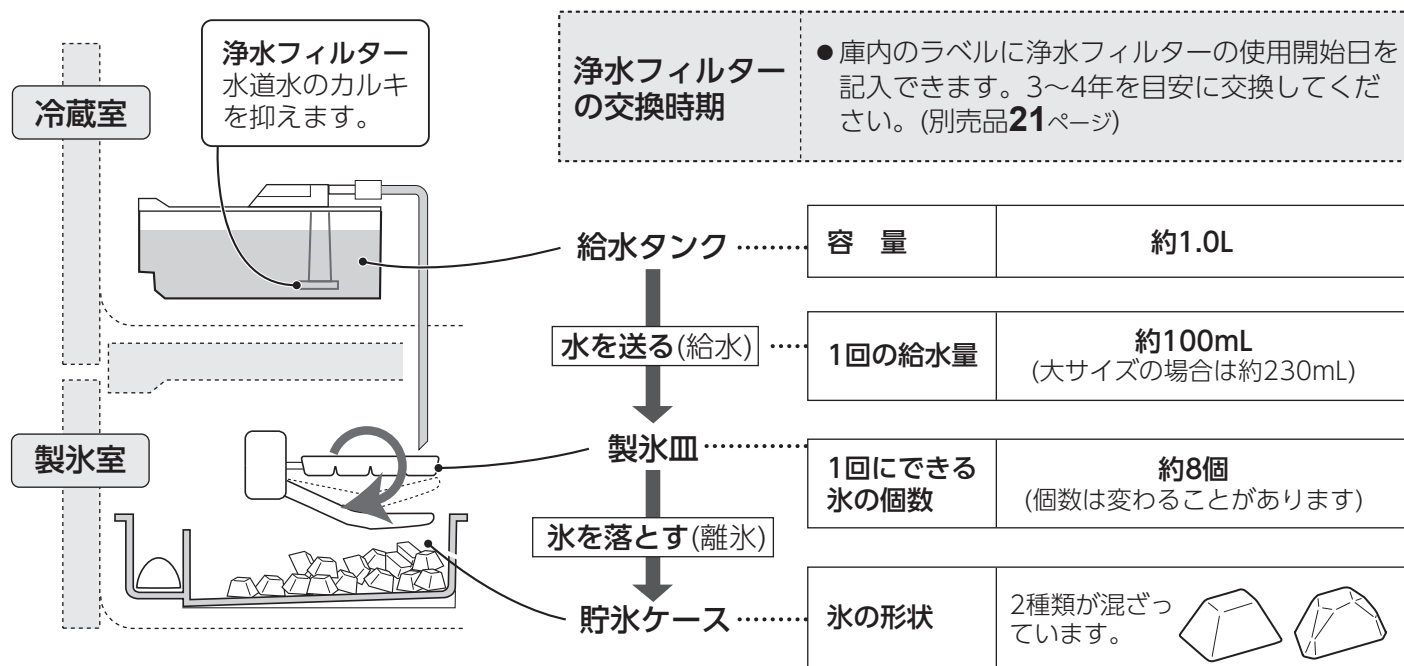 浄水フィルター
水道水のカルキ
を抑えます。
冷蔵室
製氷室
浄水フィルター
の交換時期
●庫内のラベルに浄水フィルターの使用開始日を
記入できます。3〜4年を目安に交換してくだ
さい。(別売品21ページ)
給水タンク
容 量
約1.0L
水を送る(給水)
1回の給水量
約100mL
(大サイズの場合は約230mL)
製氷皿
1回にできる
氷の個数
約8個
(個数は変わることがあります)
氷を落とす(離氷)
貯氷ケース
氷の形状
2種類が混ざっ
ています。